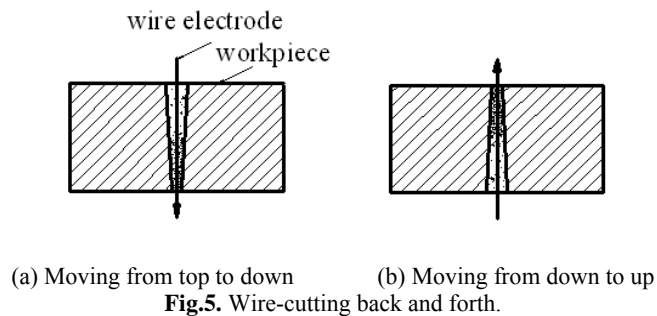 wire electrode
workpiece
(a) Moving from top to down (b) Moving from down to up
Fig.5. Wire-cutting back and forth.